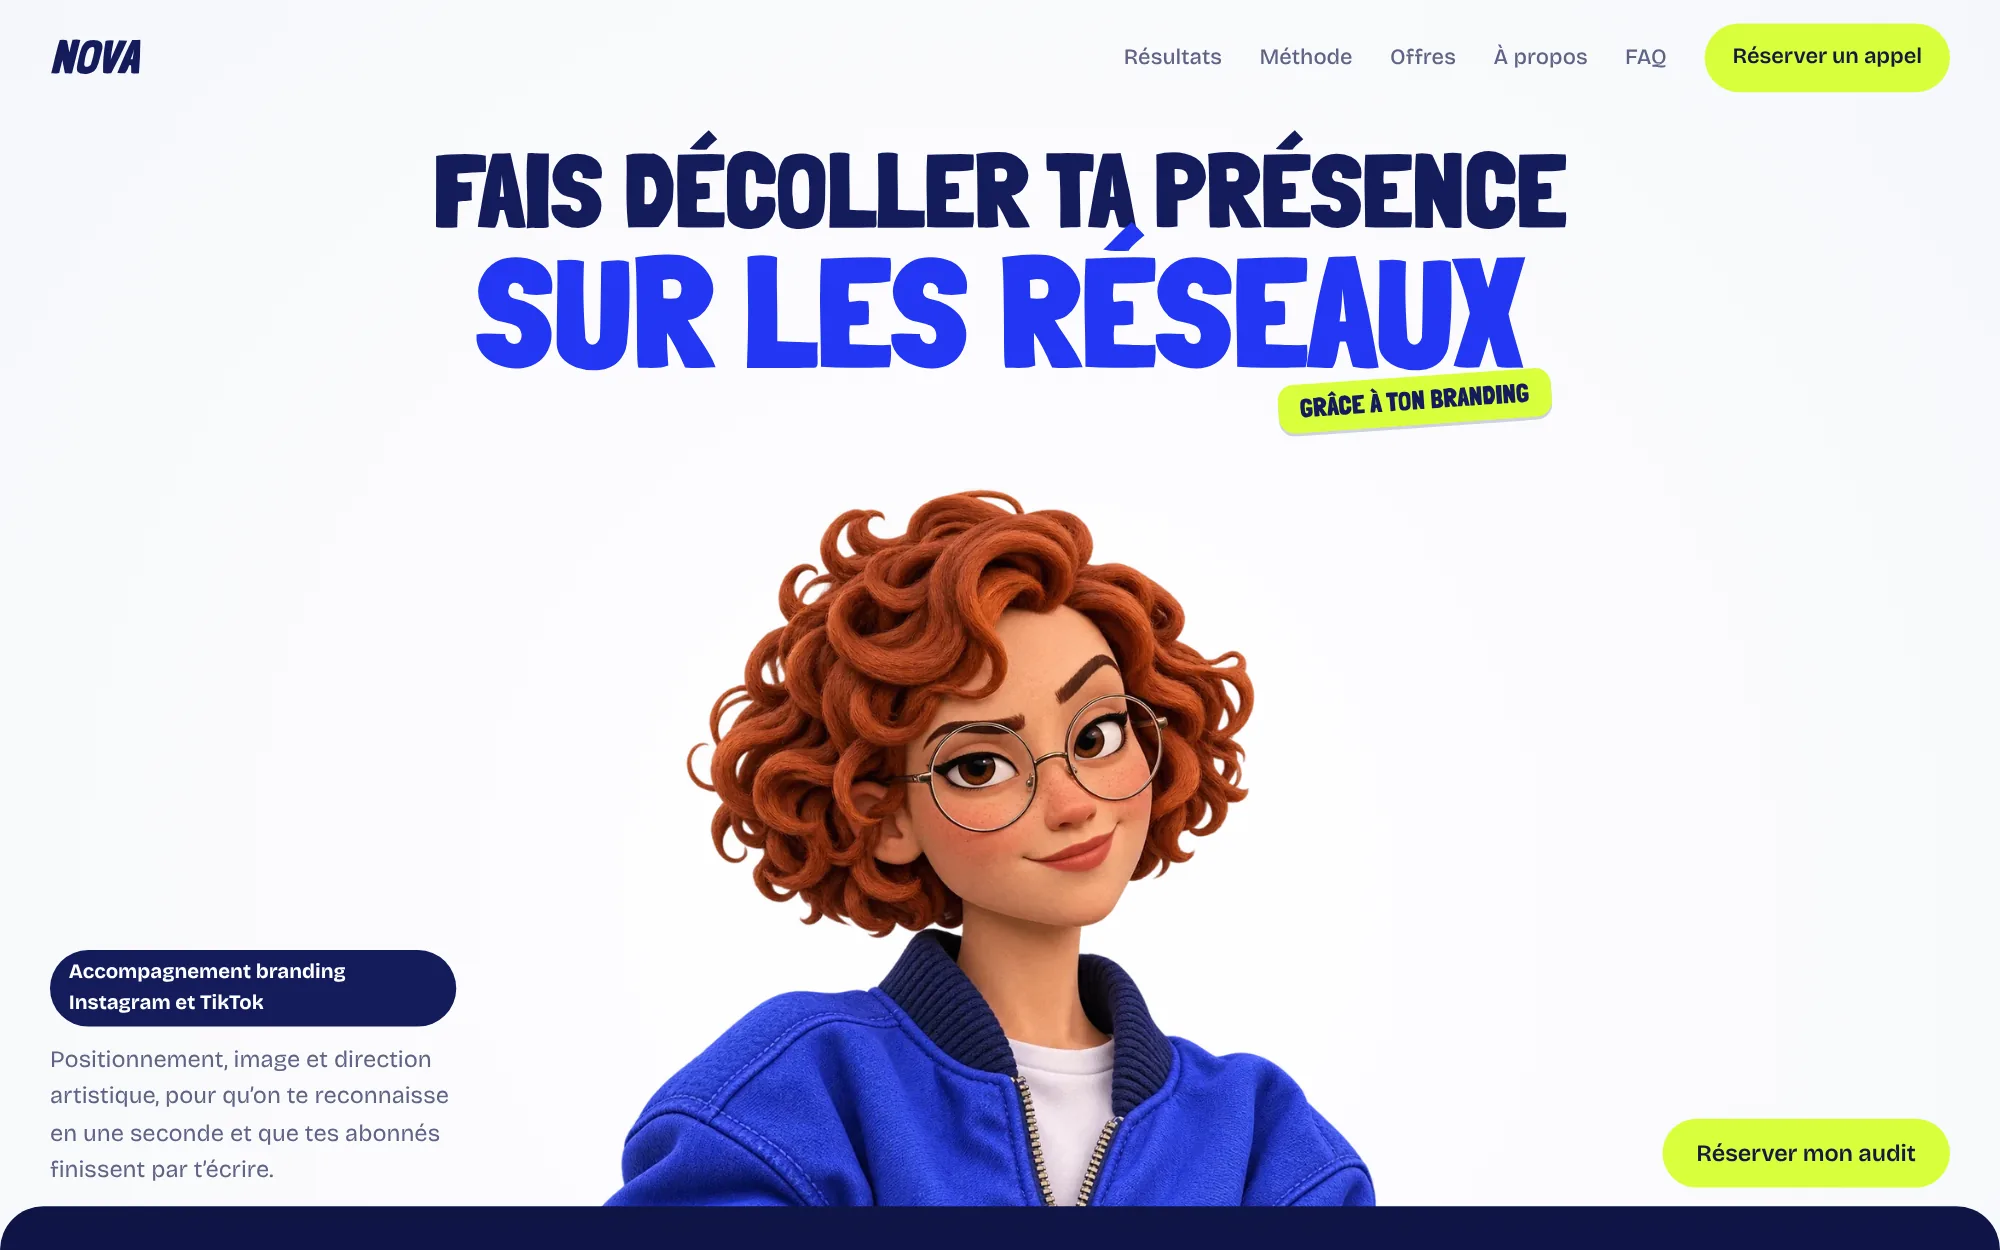 NOVA
Résultats
Méthode
Offres
À propos
FAQ
Réserver un appel
FAIS DÉCOLLER TA PRÉSENCE
SUR LES RÉSEAUX
GRÂCE À TON BRANDING
Accompagnement branding
Instagram et TikTok
Positionnement, image et direction
artistique, pour qu’on te reconnaisse
en une seconde et que tes abonnés
finissent par t’écrire.
Réserver mon audit